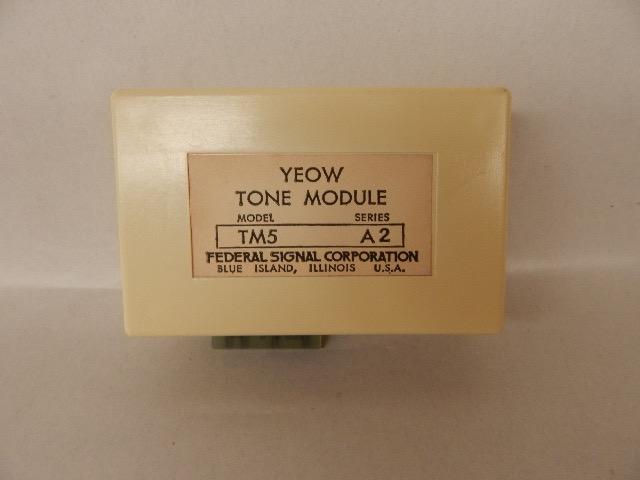 YEOW
TONE MODULE
MODEL SERIES
TM5 A2
FEDERAL SIGNAL CORPORATION
BLUE ISLAND, ILLINOIS U.S.A.